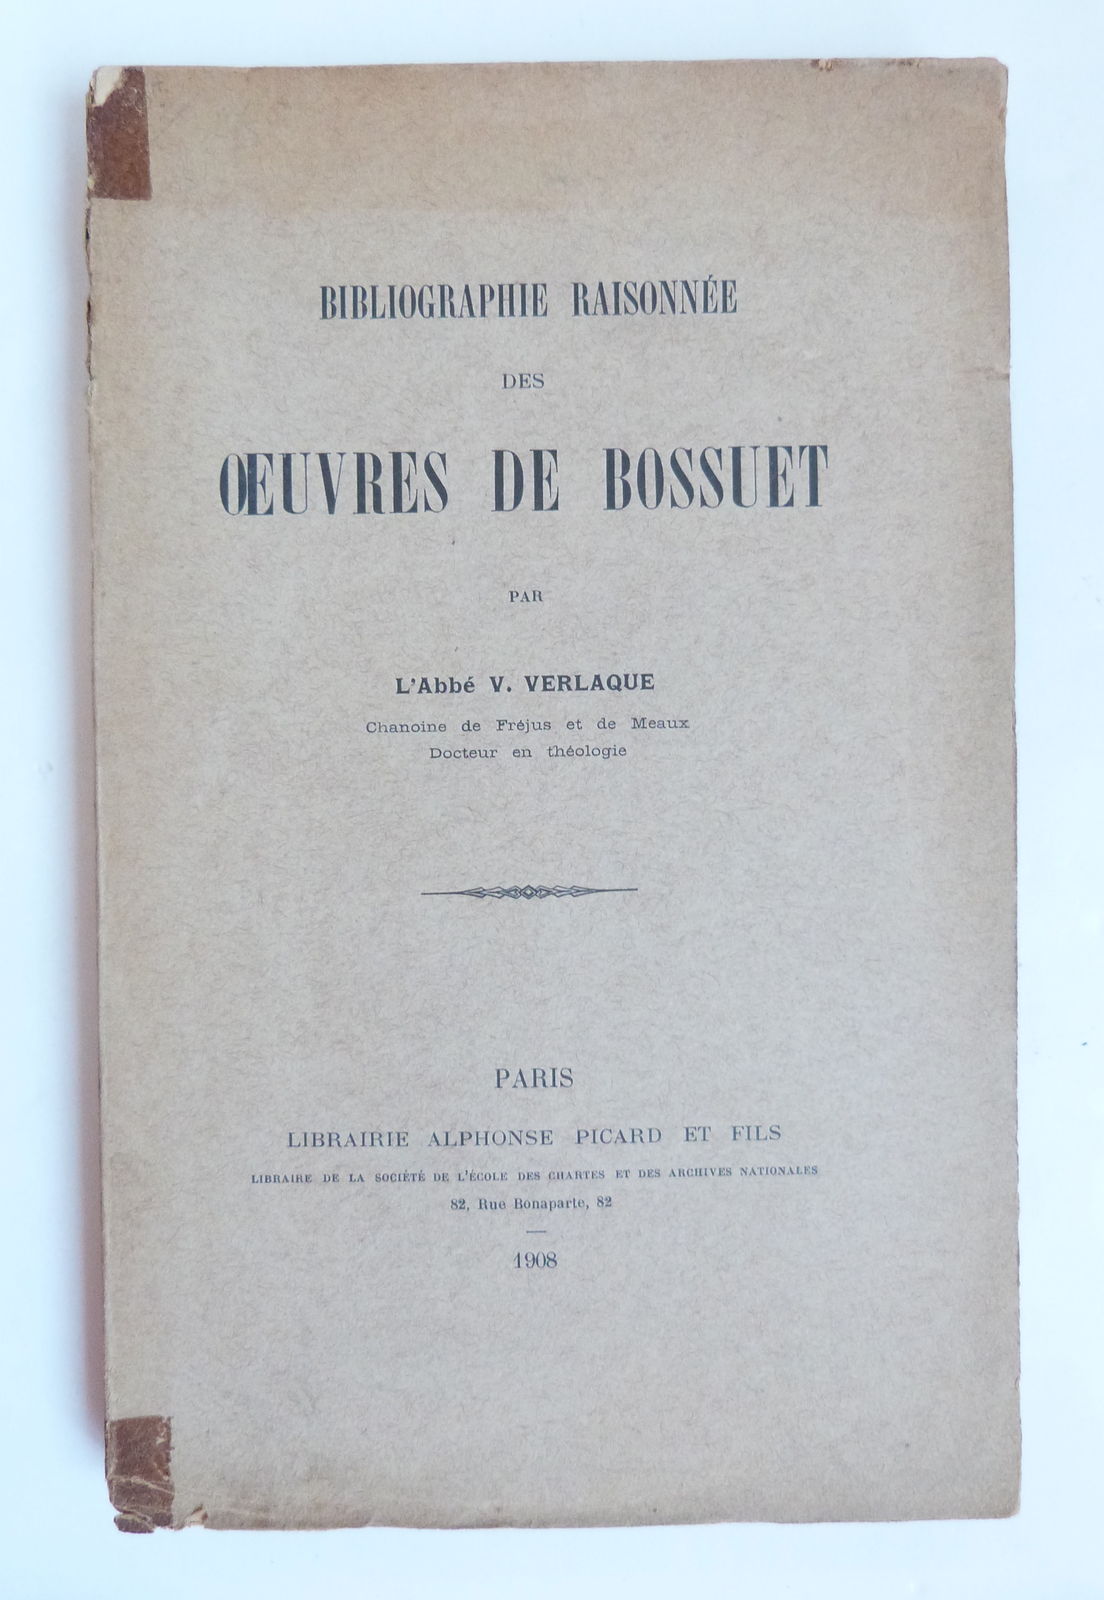 BIBLIOGRAPHIE RAISONNÉE
DES
ŒUVRES DE BOSSUET
PAR
L'Abbé V. VERLAQUE
Chanoine de Fréjus et de Meaux
Docteur en théologie
PARIS
LIBRAIRIE ALPHONSE PICARD ET FILS
LIBRAIRE DE LA SOCIÉTÉ DE L'ÉCOLE DES CHARTES ET DES ARCHIVES NATIONALES
82, Rue Bonaparte, 82
1908